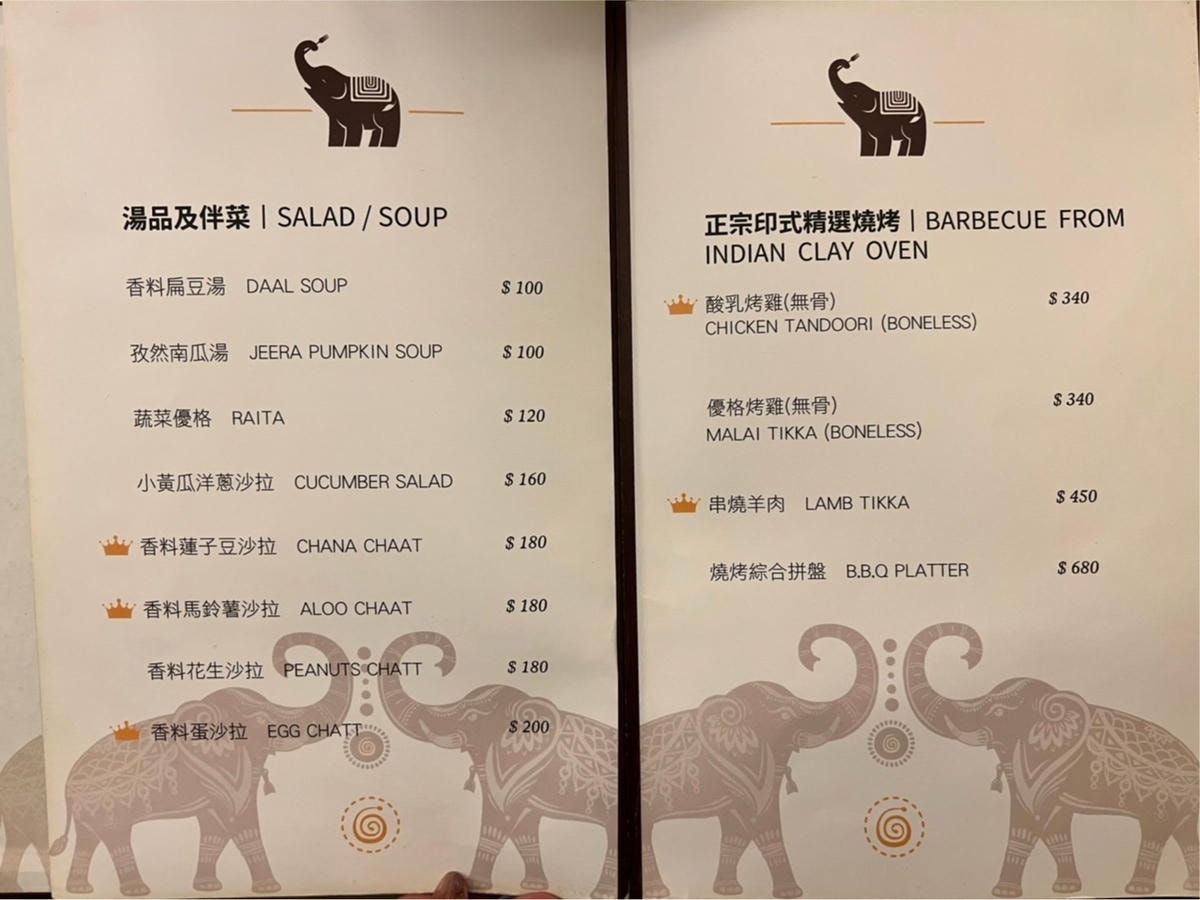 湯品及伴菜 | SALAD / SOUP
香料扁豆湯 DAAL SOUP $ 100
孜然南瓜湯 JEERA PUMPKIN SOUP $ 100
蔬菜優格 RAITA $ 120
小黃瓜洋蔥沙拉 CUCUMBER SALAD $ 160
香料蓮子豆沙拉 CHANA CHAAT $ 180
香料馬鈴薯沙拉 ALOO CHAAT $ 180
香料花生沙拉 PEANUTS CHATT $ 180
香料蛋沙拉 EGG CHATT $ 200
正宗印式精選燒烤 | BARBECUE FROM
INDIAN CLAY OVEN
酸乳烤雞(無骨) $ 340
CHICKEN TANDOORI (BONELESS)
優格烤雞(無骨) $ 340
MALAI TIKKA (BONELESS)
串燒羊肉 LAMB TIKKA $ 450
燒烤綜合拼盤 B.B.Q PLATTER $ 680